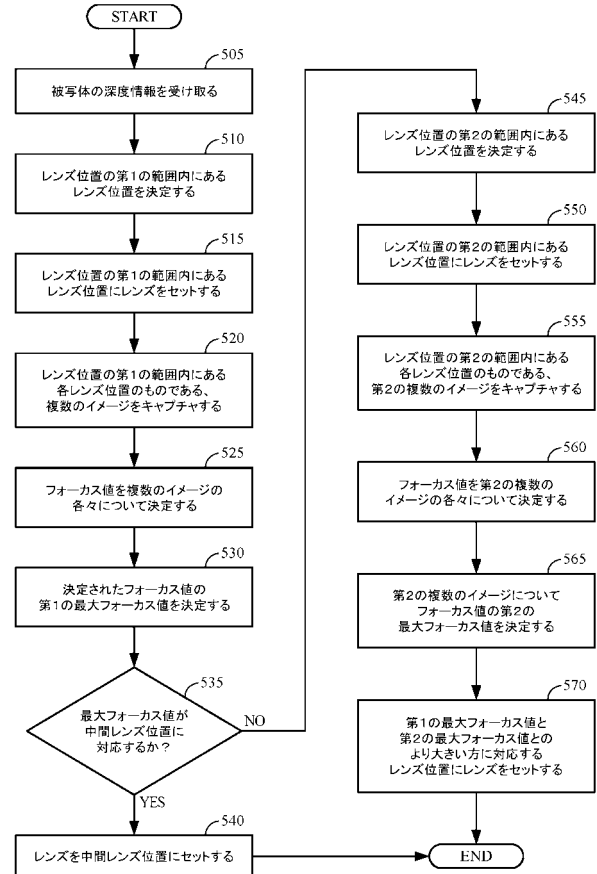 START
505
被写体の深度情報を受け取る
510
レンズ位置の第1の範囲内にある
レンズ位置を決定する
515
レンズ位置の第1の範囲内にある
レンズ位置にレンズをセットする
520
レンズ位置の第1の範囲内にある
各レンズ位置のものである、
複数のイメージをキャプチャする
525
フォーカス値を複数のイメージの
各々について決定する
530
決定されたフォーカス値の
第1の最大フォーカス値を決定する
535
最大フォーカス値が
中間レンズ位置に
対応するか？
NO
YES
540
レンズを中間レンズ位置にセットする
545
レンズ位置の第2の範囲内にある
レンズ位置を決定する
550
レンズ位置の第2の範囲内にある
レンズ位置にレンズをセットする
555
レンズ位置の第2の範囲内にある
各レンズ位置のものである、
第2の複数のイメージをキャプチャする
560
フォーカス値を第2の複数の
イメージの各々について決定する
565
第2の複数のイメージについて
フォーカス値の第2の
最大フォーカス値を決定する
570
第1の最大フォーカス値と
第2の最大フォーカス値との
より大きい方に対応する
レンズ位置にレンズをセットする
END